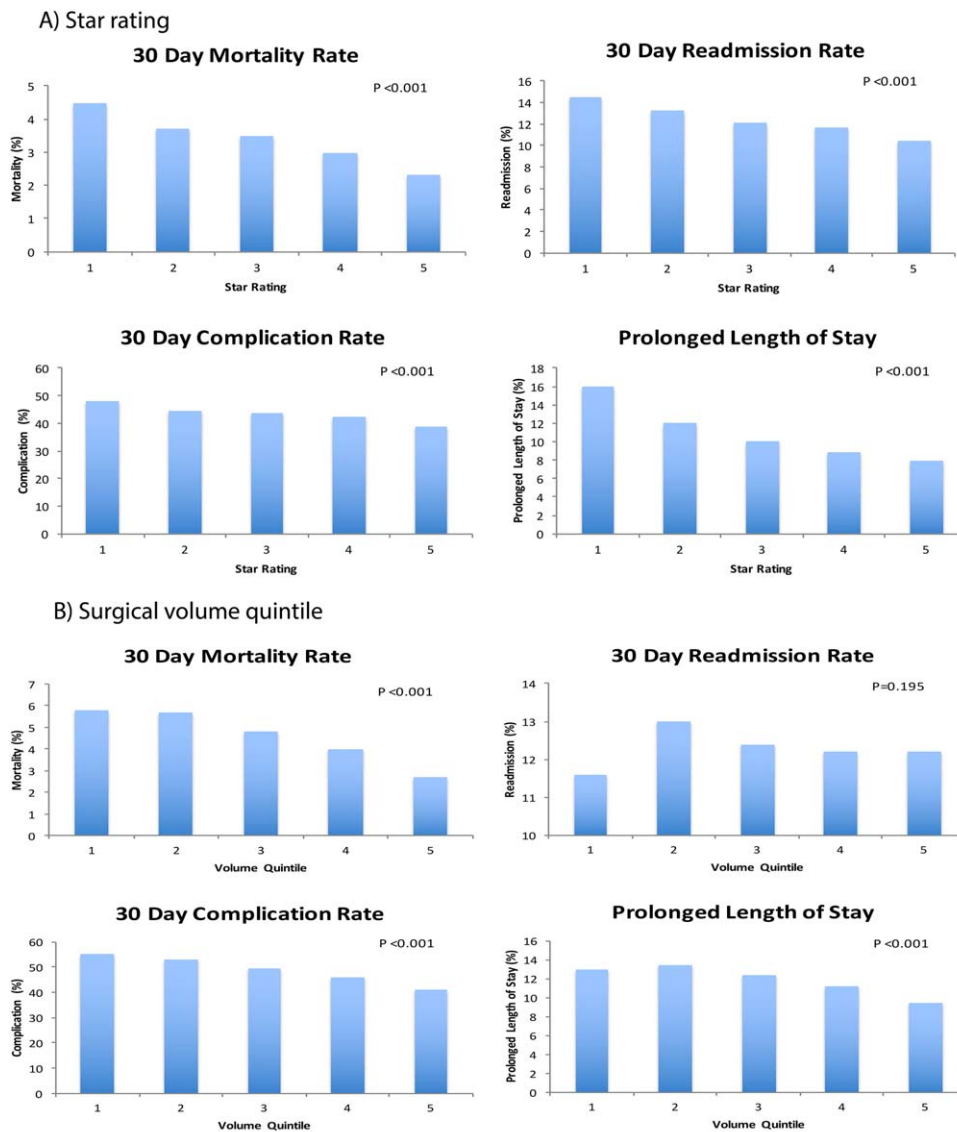 A) Star rating
30 Day Mortality Rate
P <0.001
Mortality (%)
5
4
3
2
1
0
1 2 3 4 5
Star Rating
30 Day Readmission Rate
P <0.001
Readmission (%)
16
14
12
10
8
6
4
2
0
1 2 3 4 5
Star Rating
30 Day Complication Rate
P <0.001
Complication (%)
60
50
40
30
20
10
0
1 2 3 4 5
Star Rating
Prolonged Length of Stay
P <0.001
Prolonged Length of Stay (%)
18
16
14
12
10
8
6
4
2
0
1 2 3 4 5
Star Rating
B) Surgical volume quintile
30 Day Mortality Rate
P <0.001
Mortality (%)
7
6
5
4
3
2
1
0
1 2 3 4 5
Volume Quintile
30 Day Readmission Rate
P=0.195
Readmission (%)
14
13
12
11
10
1 2 3 4 5
Volume Quintile
30 Day Complication Rate
P <0.001
Complication (%)
60
50
40
30
20
10
0
1 2 3 4 5
Volume Quintile
Prolonged Length of Stay
P <0.001
Prolonged Length of Stay (%)
16
14
12
10
8
6
4
2
0
1 2 3 4 5
Volume Quintile